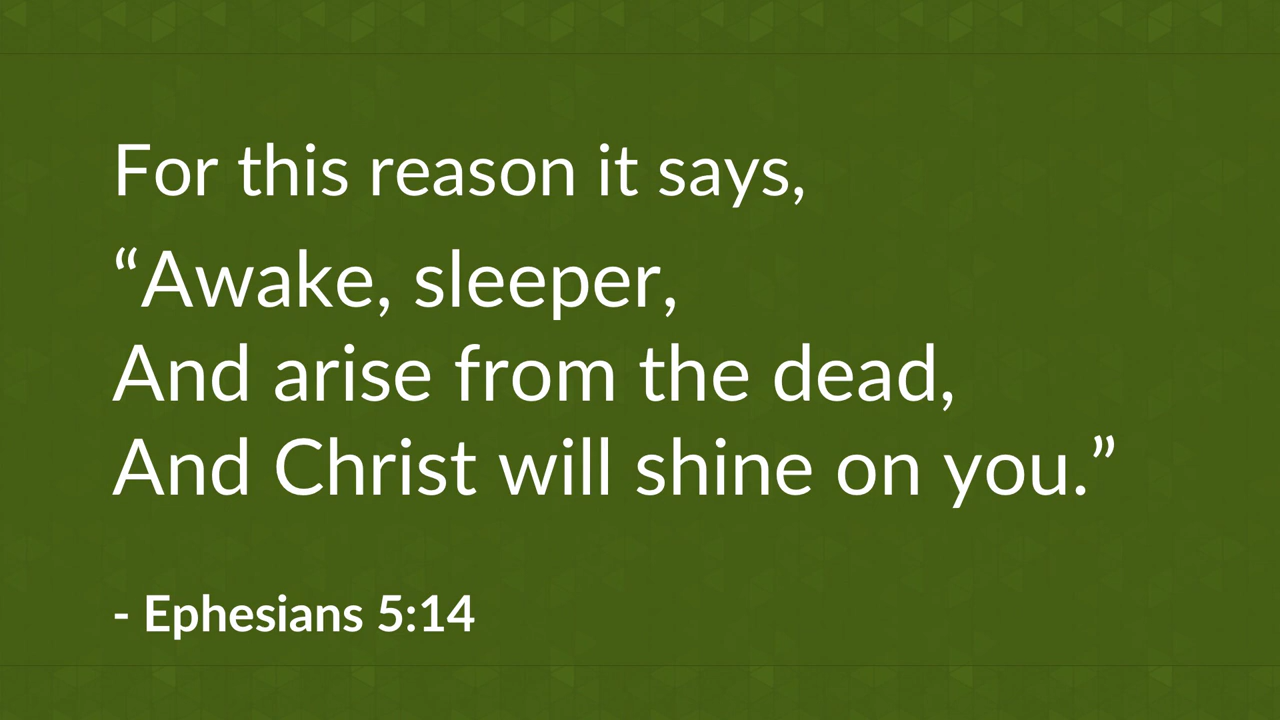 For this reason it says,
“Awake, sleeper,
And arise from the dead,
And Christ will shine on you.”
- Ephesians 5:14